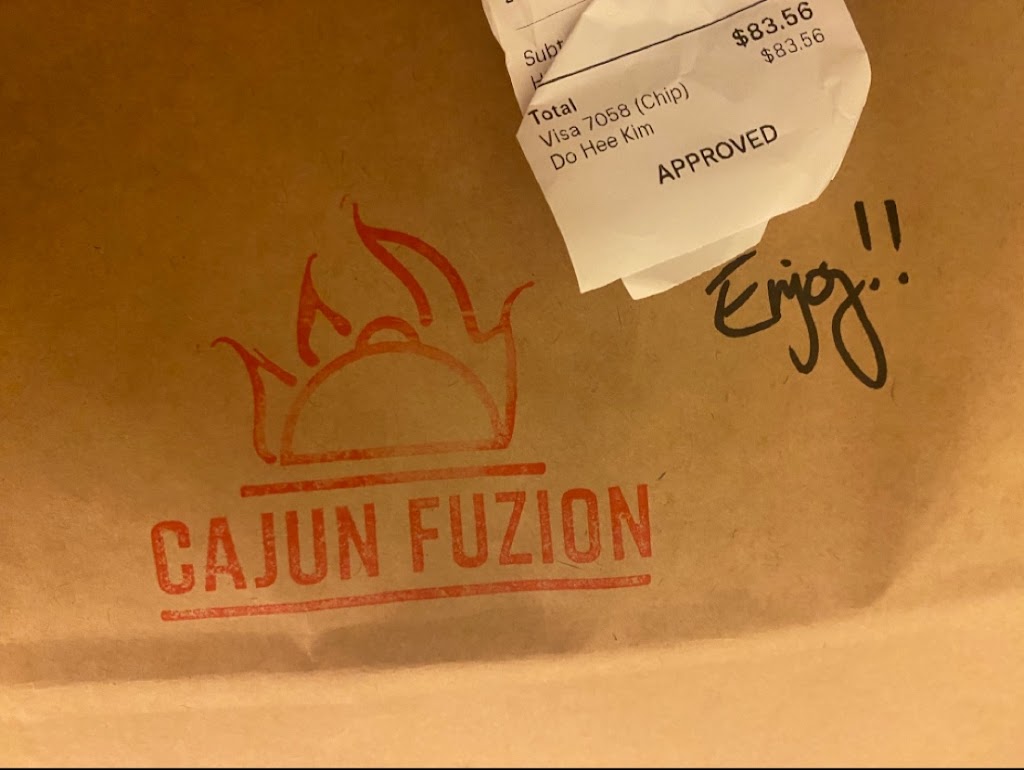 $83.56
Total $83.56
Visa 7058 (Chip)
Do Hee Kim
APPROVED
Enjoy!!
CAJUN FUZION